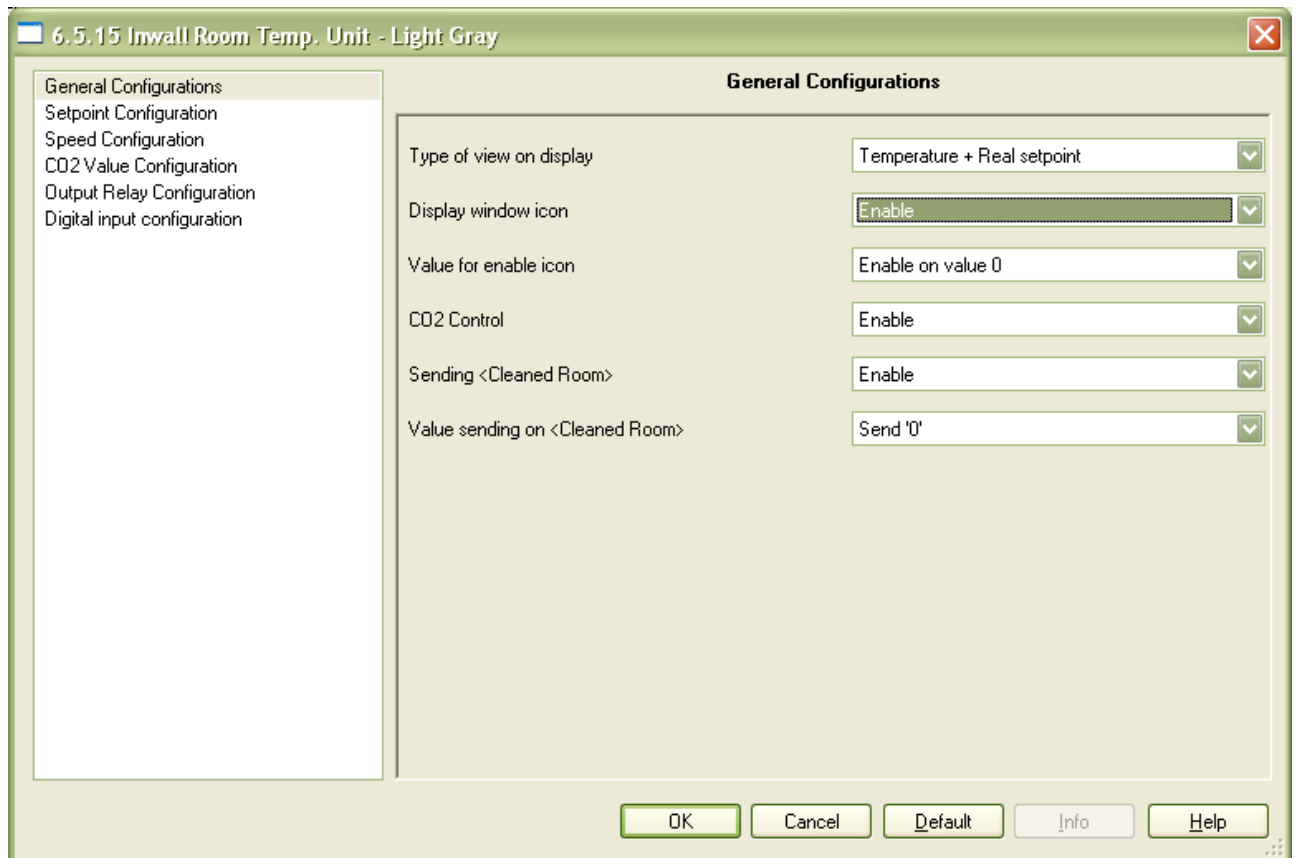 6.5.15 Inwall Room Temp. Unit - Light Gray
General Configurations
Setpoint Configuration
Speed Configuration
CO2 Value Configuration
Output Relay Configuration
Digital input configuration
General Configurations
Type of view on display Temperature + Real setpoint
Display window icon Enable
Value for enable icon Enable on value 0
CO2 Control Enable
Sending <Cleaned Room> Enable
Value sending on <Cleaned Room> Send '0'
OK Cancel Default Info Help